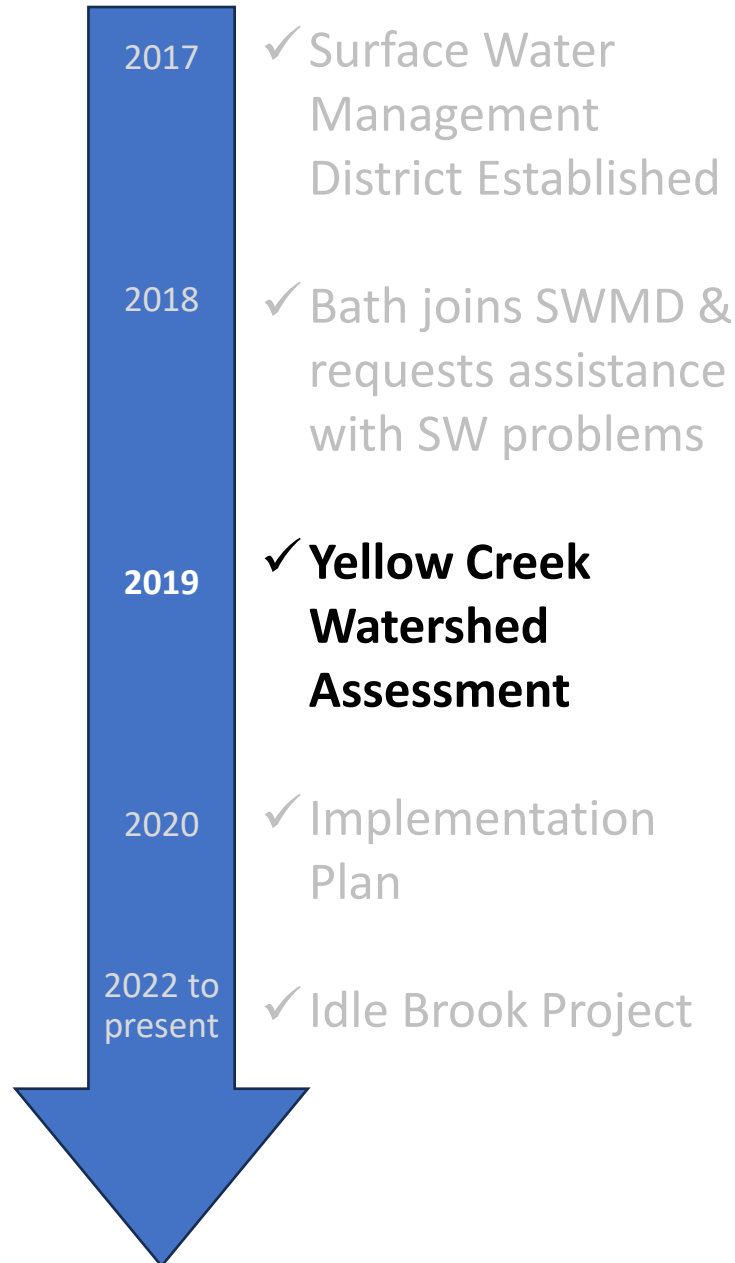 2017
✓ Surface Water
Management
District Established
2018
✓ Bath joins SWMD &
requests assistance
with SW problems
2019
✓ Yellow Creek
Watershed
Assessment
2020
✓ Implementation
Plan
2022 to
present
✓ Idle Brook Project